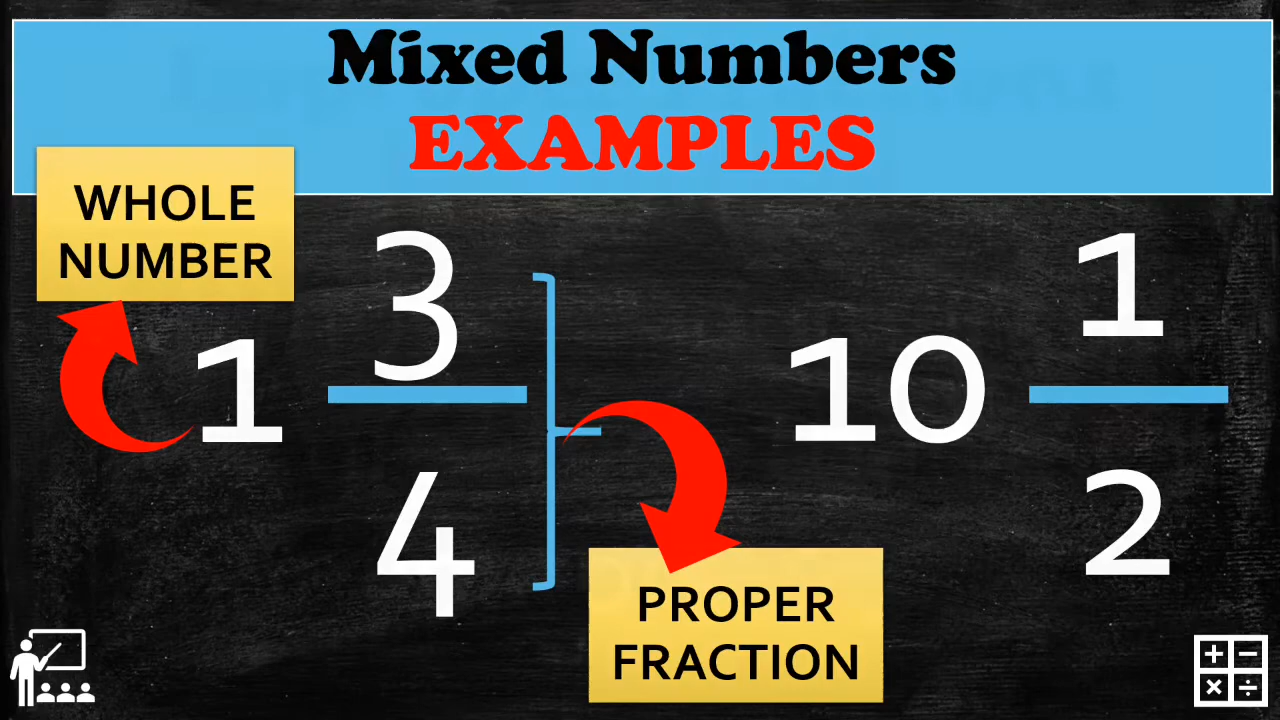 Mixed Numbers
EXAMPLES
WHOLE
NUMBER
1 3/4
10 1/2
PROPER
FRACTION
+ −
× ÷